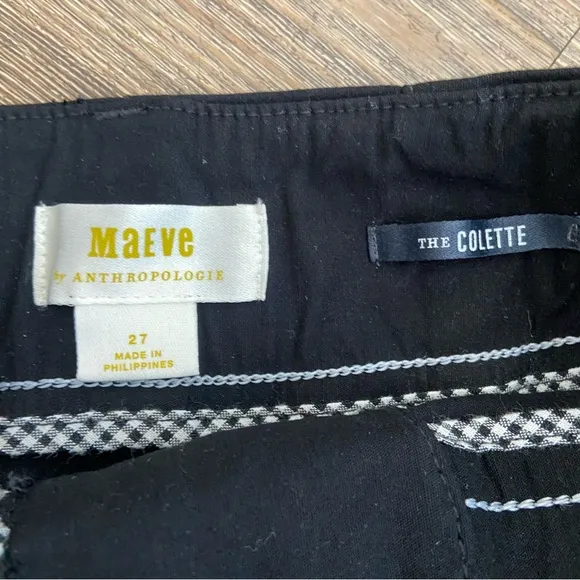 MaEve
by ANTHROPOLOGIE
27
MADE IN
PHILIPPINES
THE COLETTE